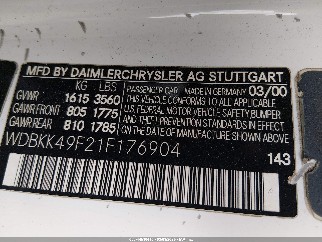 MFD BY DAIMLERCHRYSLER AG STUTTGART
KG LBS PASSENGER CAR MADE IN GERMANY 03/00
GVWR 1615 3560 THIS VEHICLE CONFORMS TO ALL APPLICABLE
GAWR FRONT 805 1775 U.S. FEDERAL MOTOR VEHICLE SAFETY BUMPER
GAWR REAR 810 1785 AND THEFT PREVENTION STANDARDS IN EFFECT
ON THE DATE OF MANUFACTURE SHOWN ABOVE
WDBKK49F21F176904
143